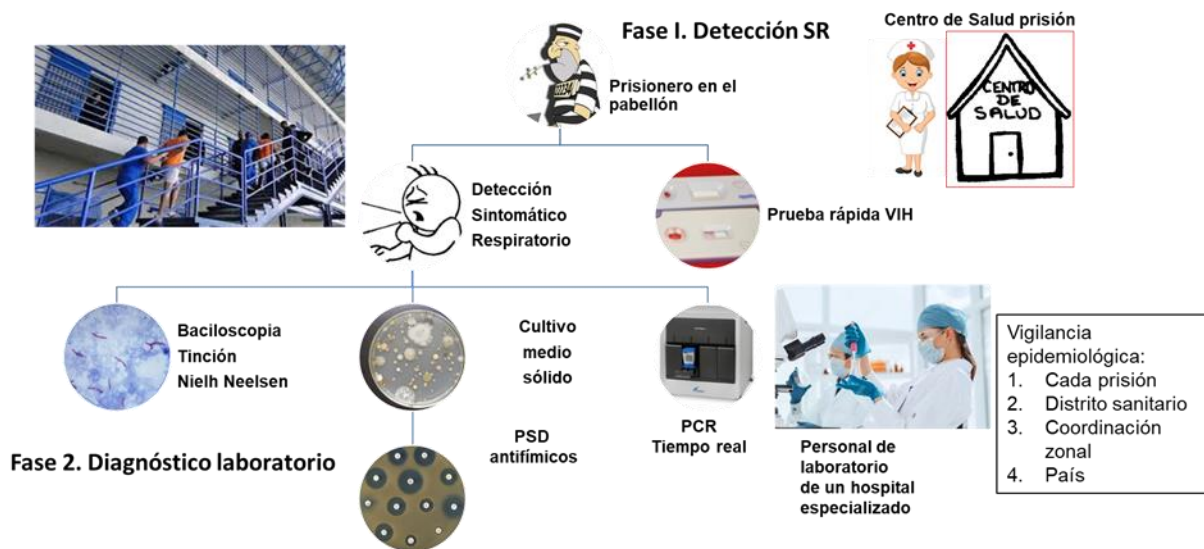 Fase I. Detección SR
Centro de Salud prisión
Prisionero en el
pabellón
CENTRO
DE
SALUD
Detección
Sintomático
Respiratorio
Prueba rápida VIH
Baciloscopia
Tinción
Nielh Neelsen
Cultivo
medio
sólido
PCR
Tiempo real
Personal de
laboratorio
de un hospital
especializado
Vigilancia
epidemiológica:
1. Cada prisión
2. Distrito sanitario
3. Coordinación
zonal
4. País
PSD
antifímicos
Fase 2. Diagnóstico laboratorio